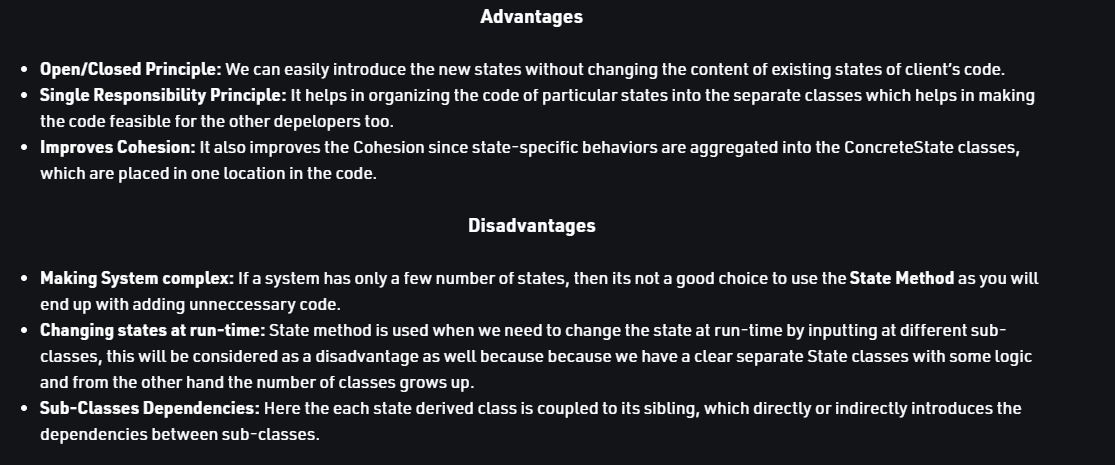 Advantages
• Open/Closed Principle: We can easily introduce the new states without changing the content of existing states of client’s code.
• Single Responsibility Principle: It helps in organizing the code of particular states into the separate classes which helps in making
the code feasible for the other depelopers too.
• Improves Cohesion: It also improves the Cohesion since state-specific behaviors are aggregated into the ConcreteState classes,
which are placed in one location in the code.
Disadvantages
• Making System complex: If a system has only a few number of states, then its not a good choice to use the State Method as you will
end up with adding unneccessary code.
• Changing states at run-time: State method is used when we need to change the state at run-time by inputting at different sub-
classes, this will be considered as a disadvantage as well because because we have a clear separate State classes with some logic
and from the other hand the number of classes grows up.
• Sub-Classes Dependencies: Here the each state derived class is coupled to its sibling, which directly or indirectly introduces the
dependencies between sub-classes.